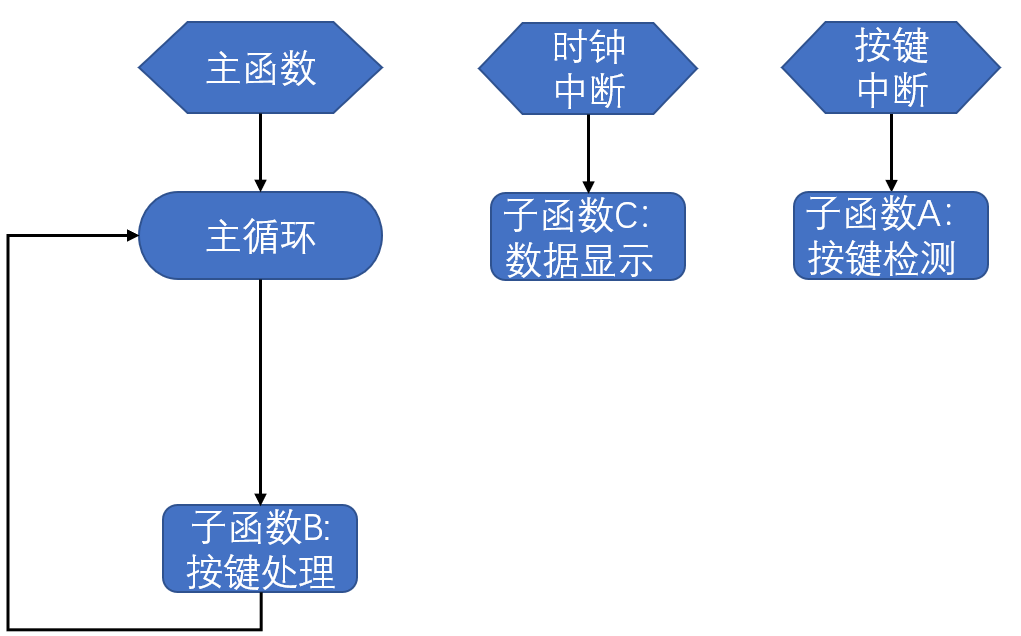 主函数
时钟
中断
按键
中断
主循环
子函数C:
数据显示
子函数A:
按键检测
子函数B:
按键处理